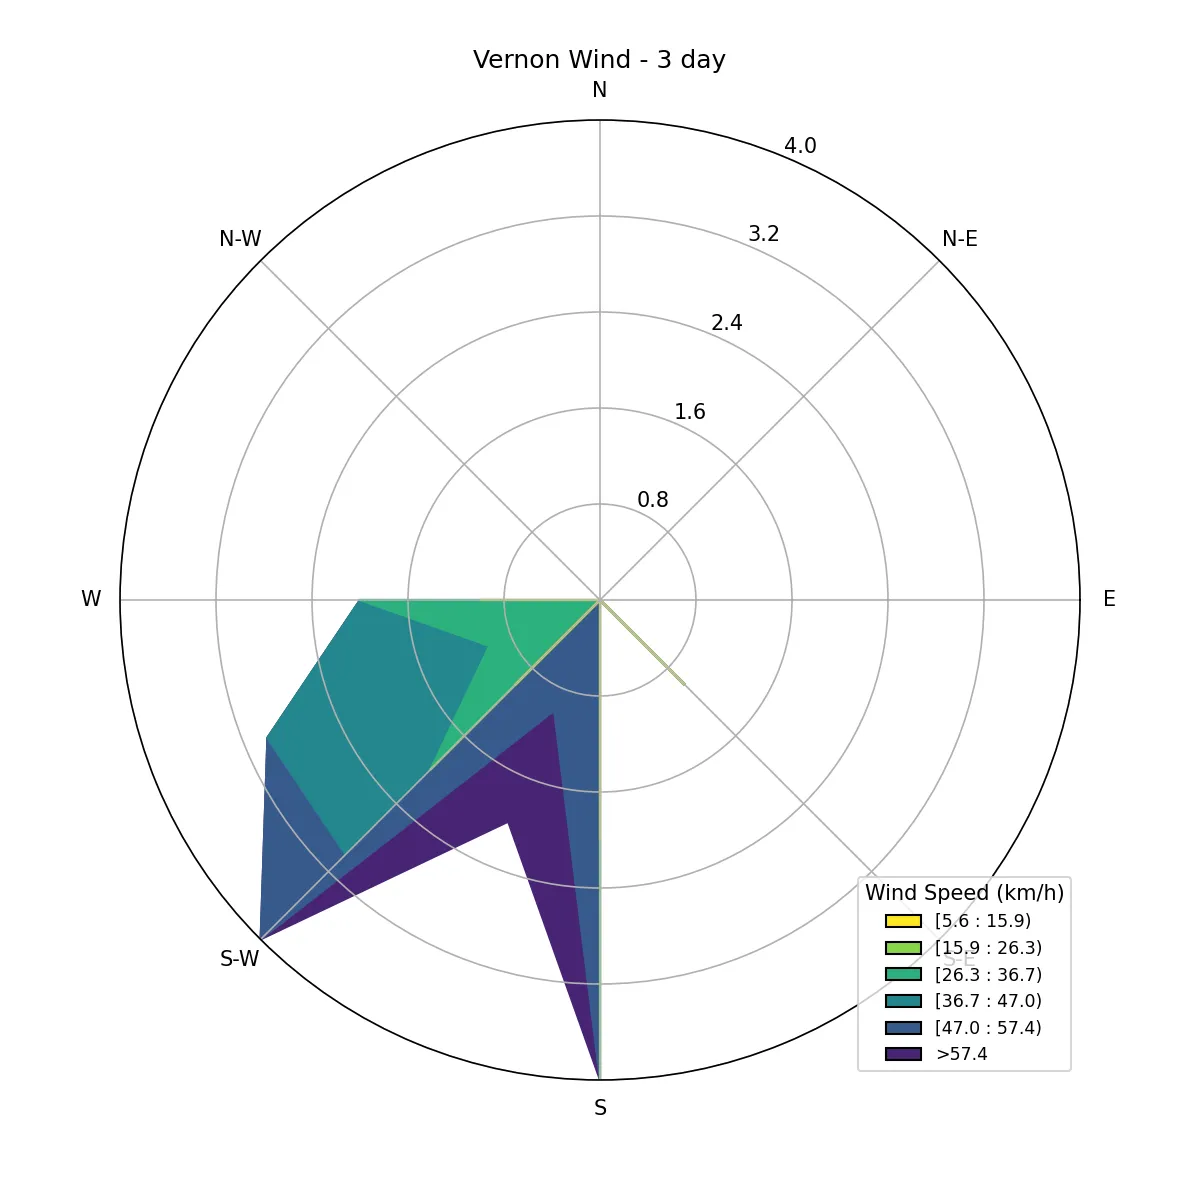 Vernon Wind - 3 day
N
4.0
N-W
3.2
N-E
2.4
1.6
0.8
W
E
S-W
S-E
Wind Speed (km/h)
[5.6 : 15.9)
[15.9 : 26.3)
[26.3 : 36.7)
[36.7 : 47.0)
[47.0 : 57.4)
>57.4
S